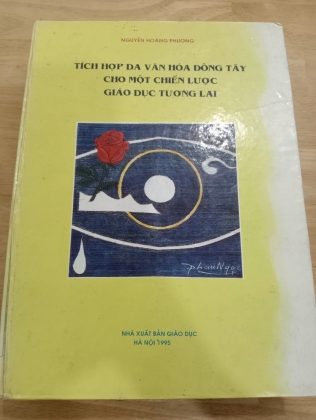 NGUYỄN HOÀNG PHƯƠNG
TÍCH HỢP ĐA VĂN HÓA ĐÔNG TÂY
CHO MỘT CHIẾN LƯỢC
GIÁO DỤC TƯƠNG LAI
phanNgọc
NHÀ XUẤT BẢN GIÁO DỤC
HÀ NỘI 1995